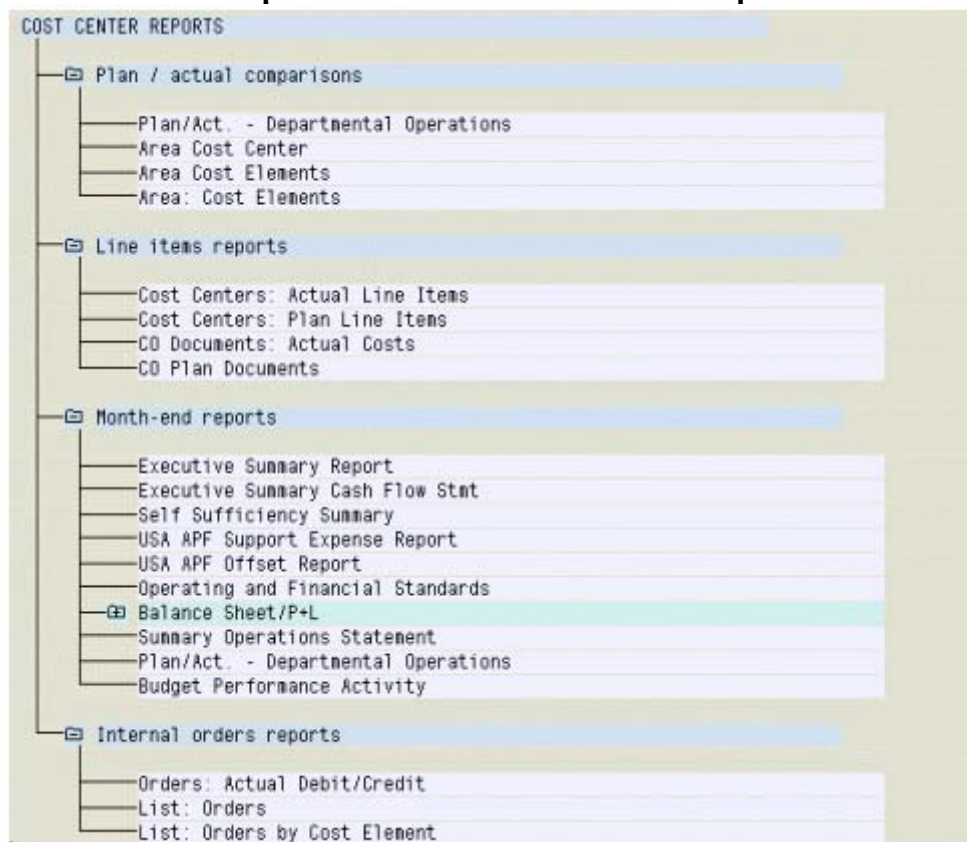 COST CENTER REPORTS
Plan / actual comparisons
Plan/Act. - Departmental Operations
Area Cost Center
Area Cost Elements
Area: Cost Elements
Line items reports
Cost Centers: Actual Line Items
Cost Centers: Plan Line Items
CO Documents: Actual Costs
CO Plan Documents
Month-end reports
Executive Summary Report
Executive Summary Cash Flow Stmt
Self Sufficiency Summary
USA APF Support Expense Report
USA APF Offset Report
Operating and Financial Standards
Balance Sheet/P+L
Summary Operations Statement
Plan/Act. - Departmental Operations
Budget Performance Activity
Internal orders reports
Orders: Actual Debit/Credit
List: Orders
List: Orders by Cost Element